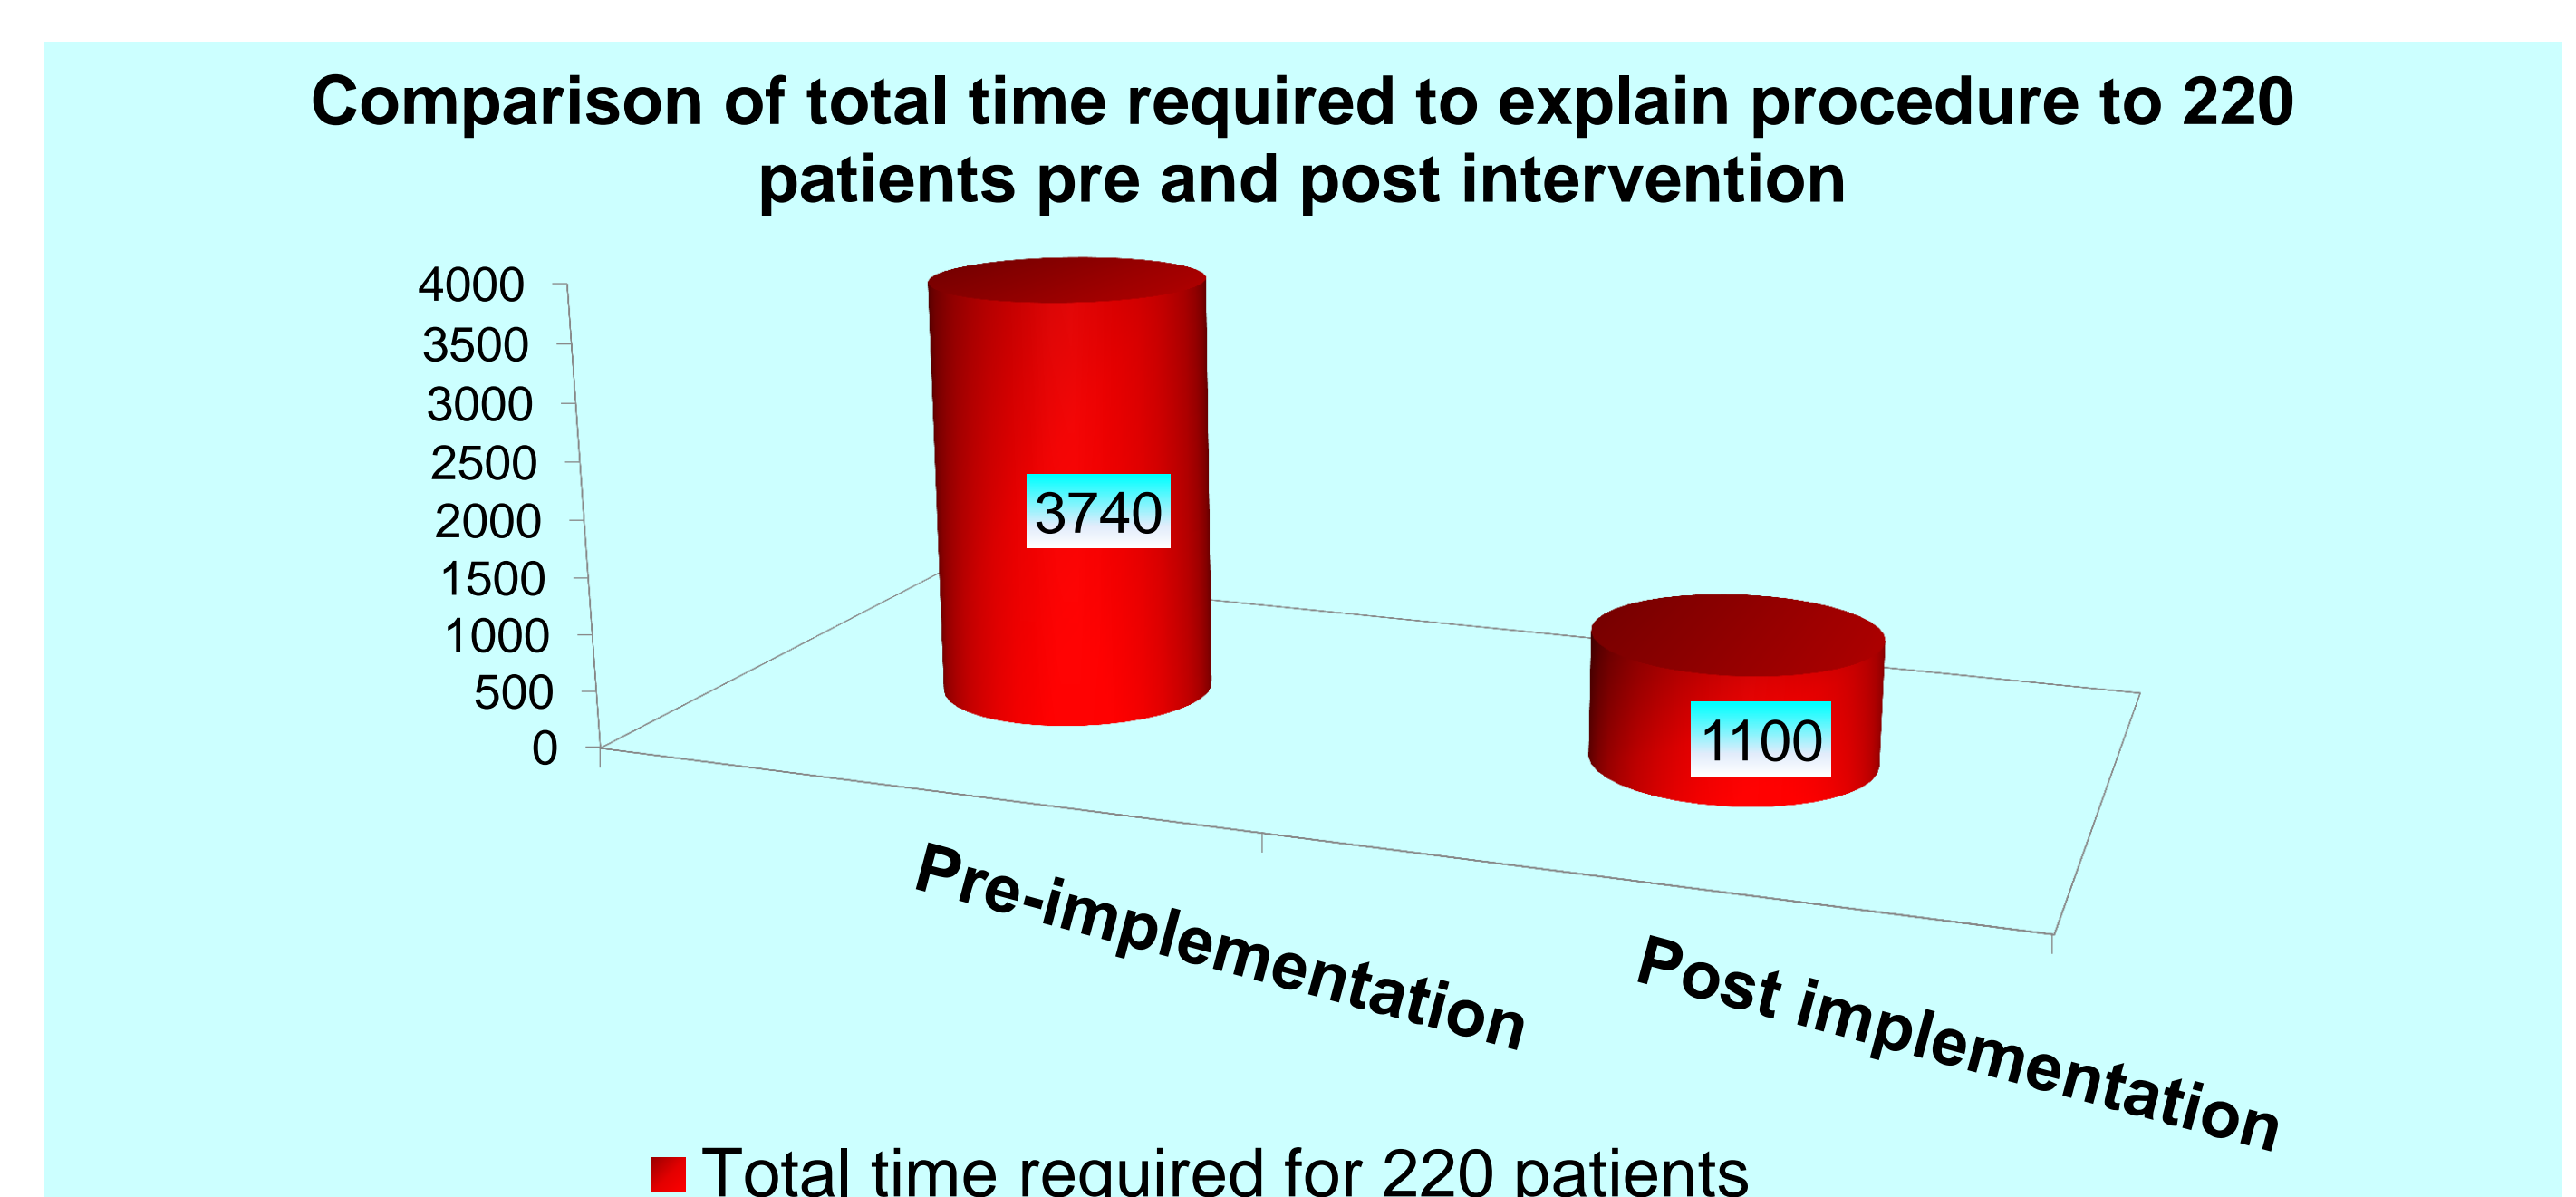 Comparison of total time required to explain procedure to 220
patients pre and post intervention
4000
3500
3000
2500
2000
1500
1000
500
0
3740
1100
Pre-implementation
Post implementation
Total time required for 220 patients